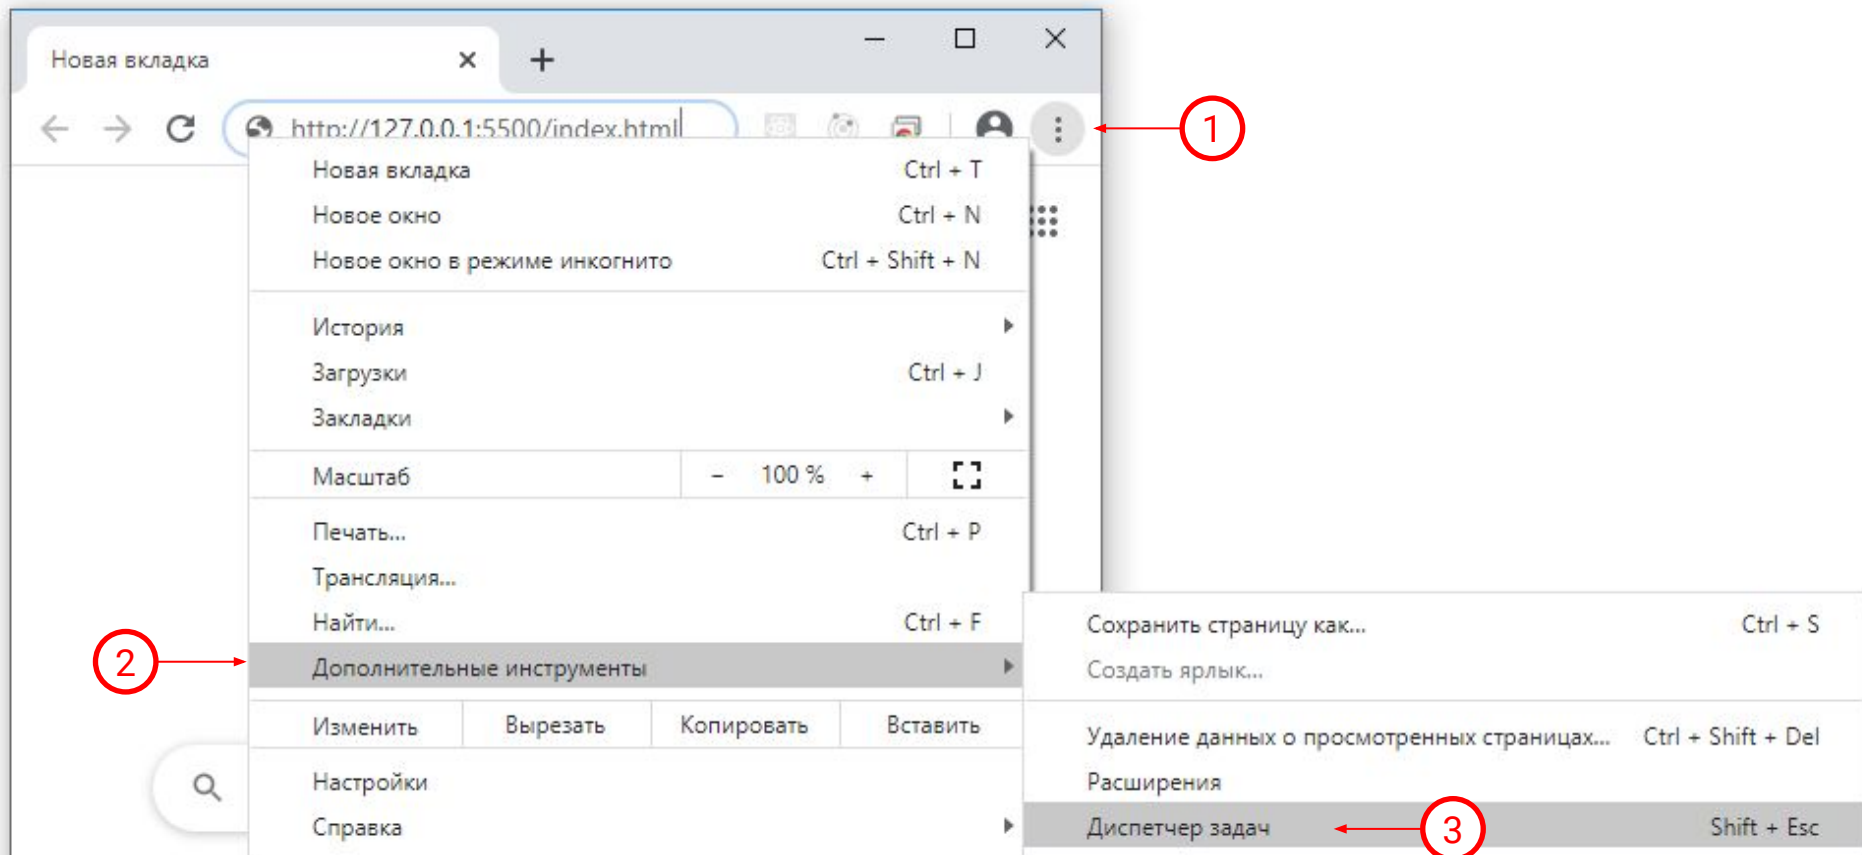 Новая вкладка
http://127.0.0.1:5500/index.html
1
Новая вкладка Ctrl + T
Новое окно Ctrl + N
Новое окно в режиме инкогнито Ctrl + Shift + N
История
Загрузки Ctrl + J
Закладки
Масштаб - 100 % +
Печать... Ctrl + P
Трансляция...
Найти... Ctrl + F
2
Дополнительные инструменты
Изменить Вырезать Копировать Вставить
Настройки
Справка
Сохранить страницу как... Ctrl + S
Создать ярлык...
Удаление данных о просмотренных страницах... Ctrl + Shift + Del
Расширения
Диспетчер задач 3 Shift + Esc